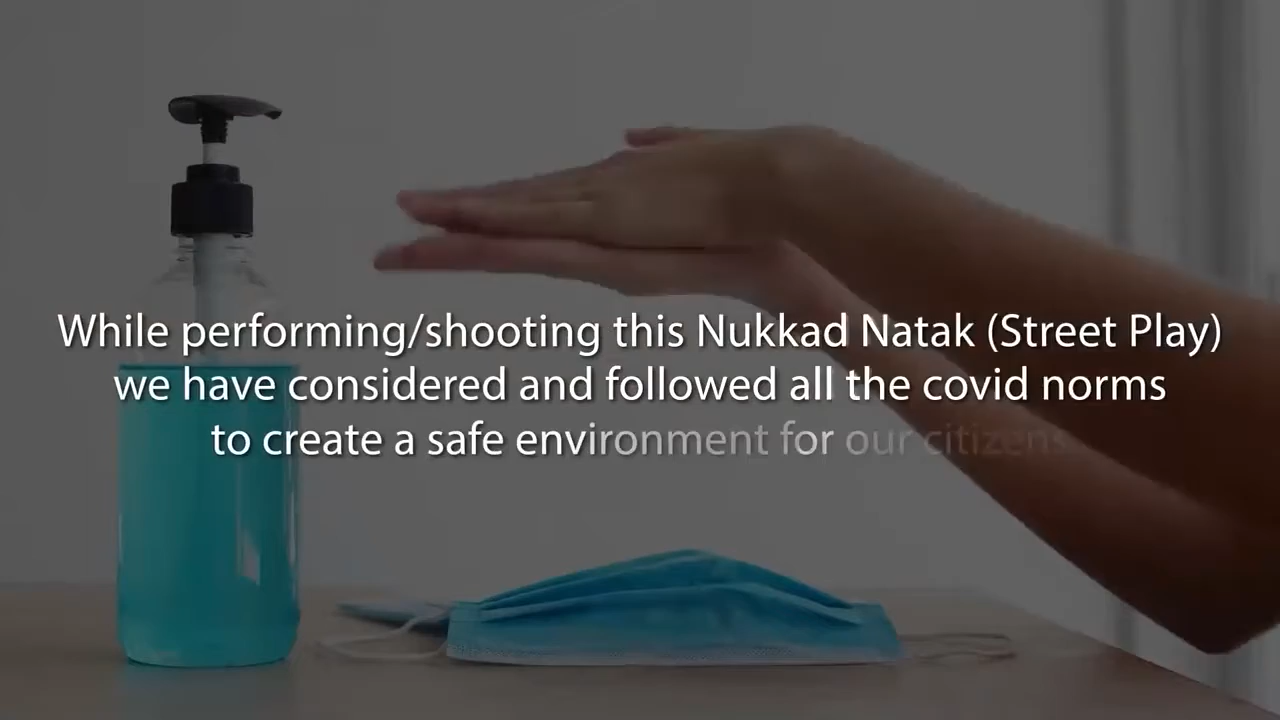 While performing/shooting this Nukkad Natak (Street Play)
we have considered and followed all the covid norms
to create a safe environment for our citizens